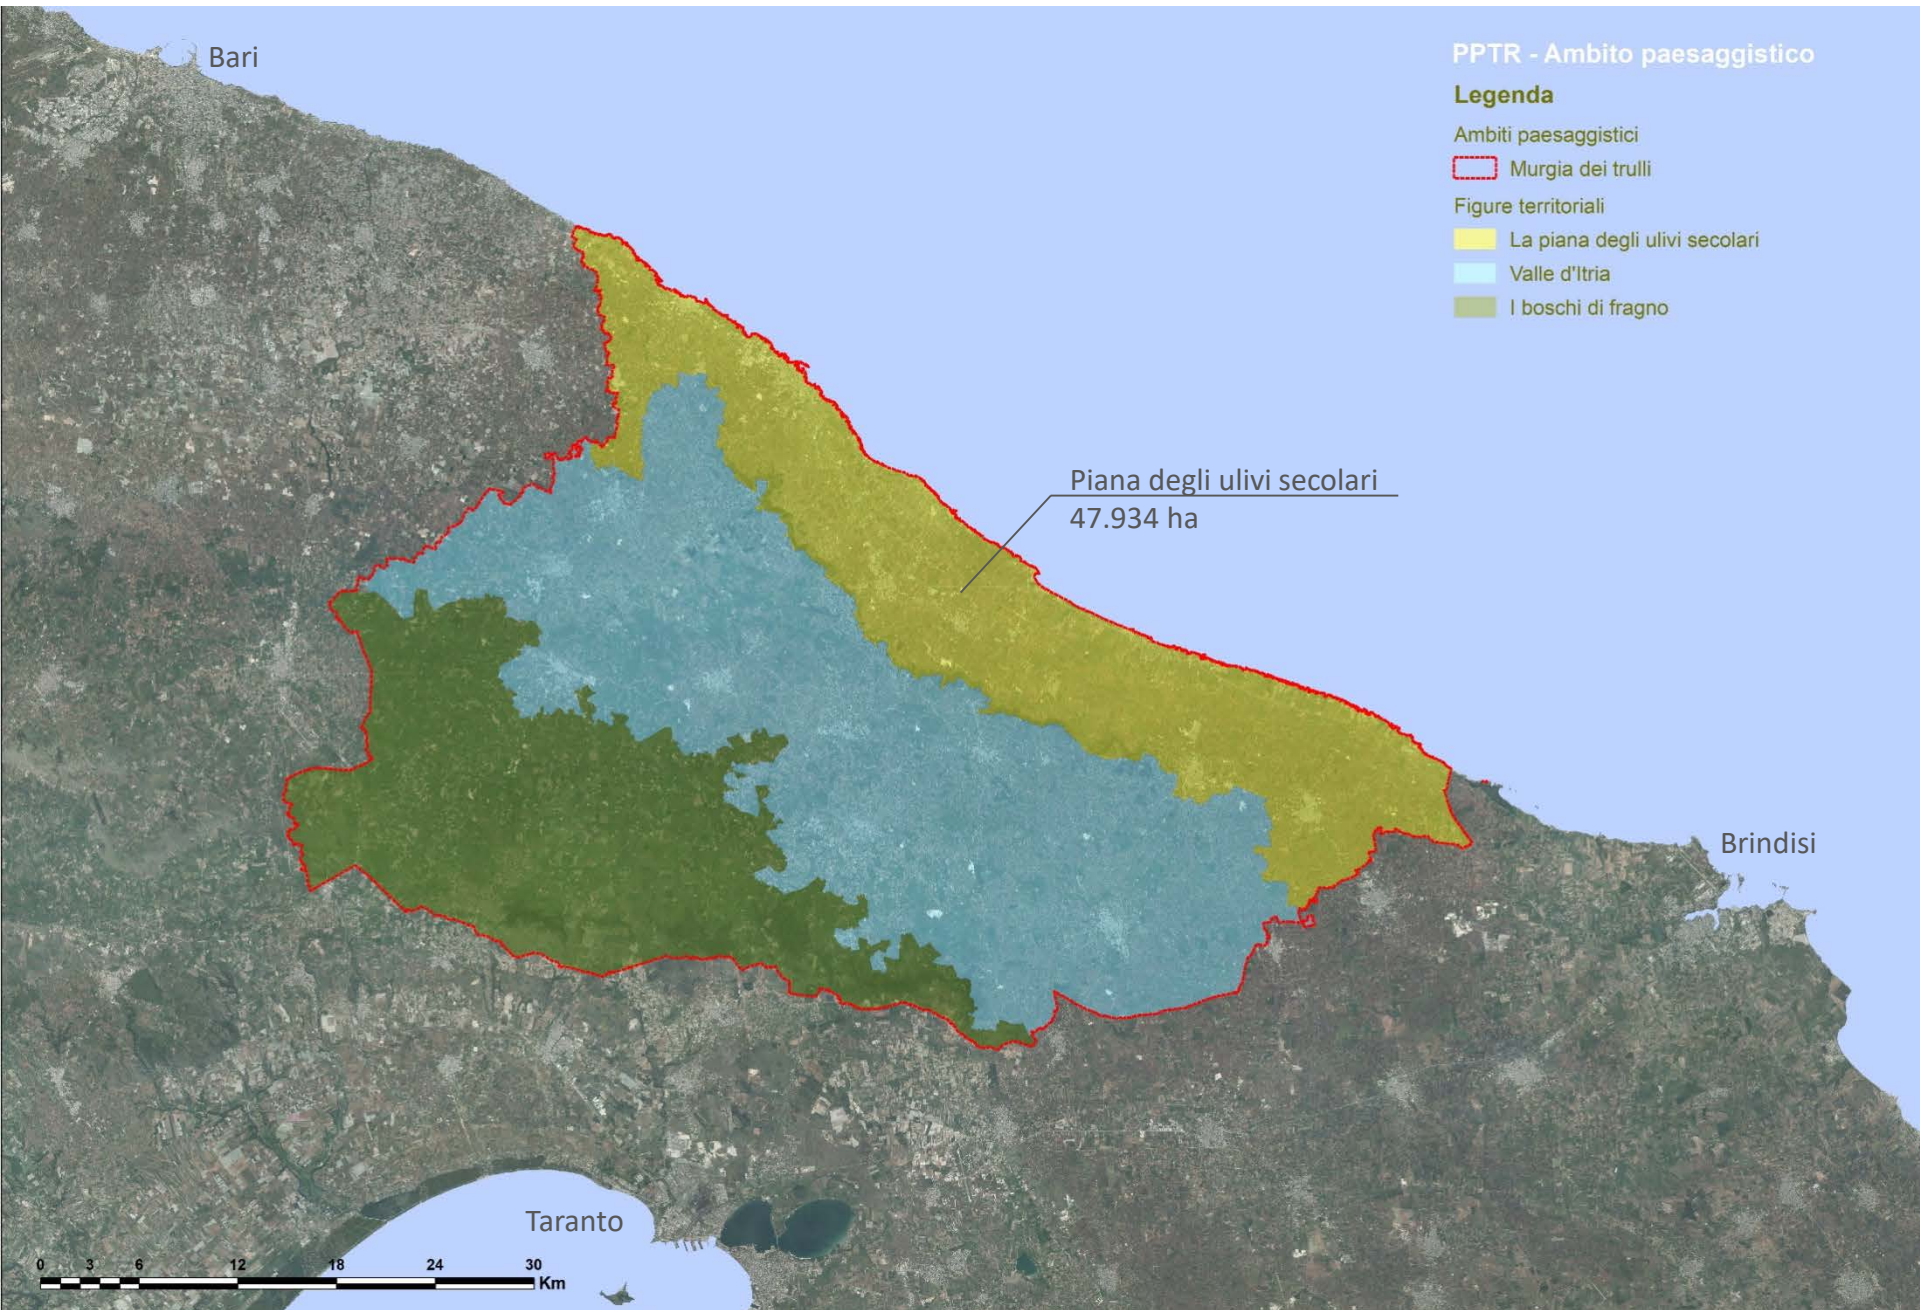 Bari
PPTR - Ambito paesaggistico
Legenda
Ambiti paesaggistici
Murgia dei trulli
Figure territoriali
La piana degli ulivi secolari
Valle d'Itria
I boschi di fragno
Piana degli ulivi secolari
47.934 ha
Brindisi
Taranto
0 3 6 12 18 24 30
Km